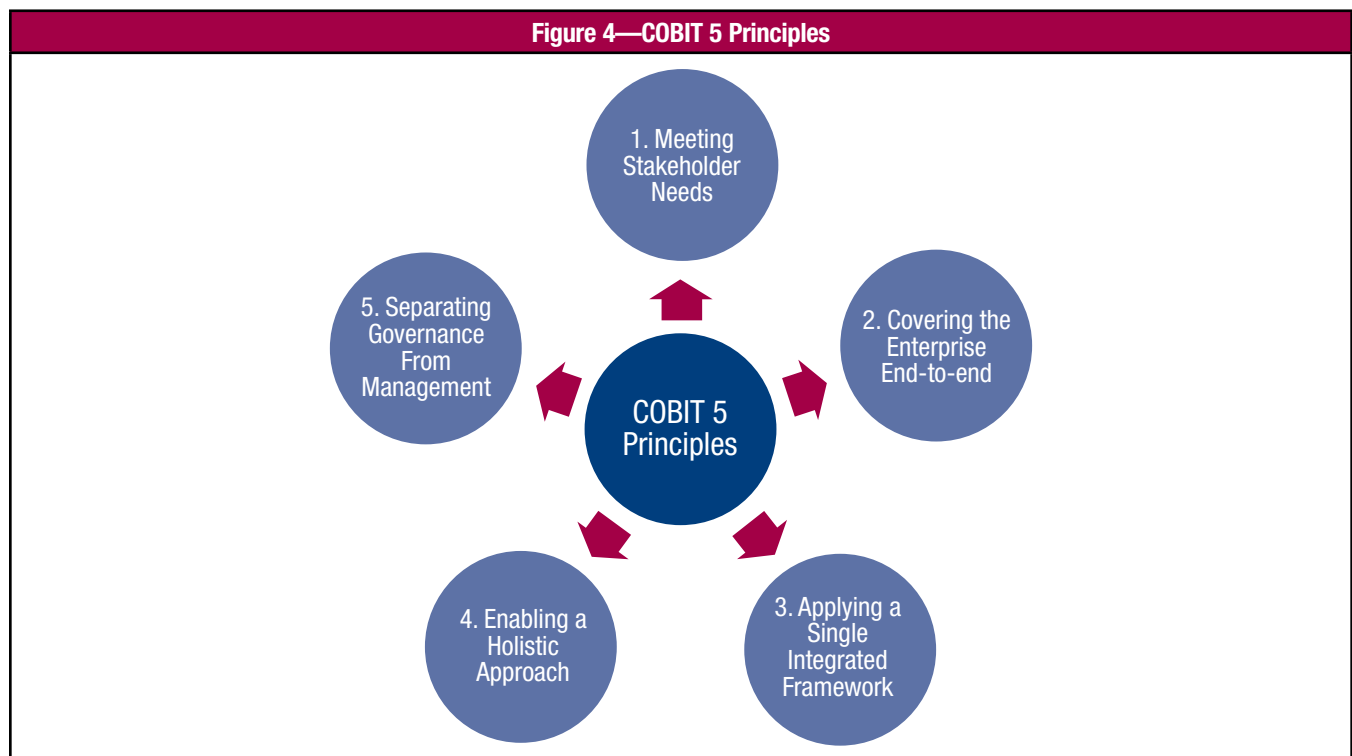 Figure 4—COBIT 5 Principles
1. Meeting
Stakeholder
Needs
2. Covering the
Enterprise
End-to-end
3. Applying a
Single
Integrated
Framework
4. Enabling a
Holistic
Approach
5. Separating
Governance
From
Management
COBIT 5
Principles